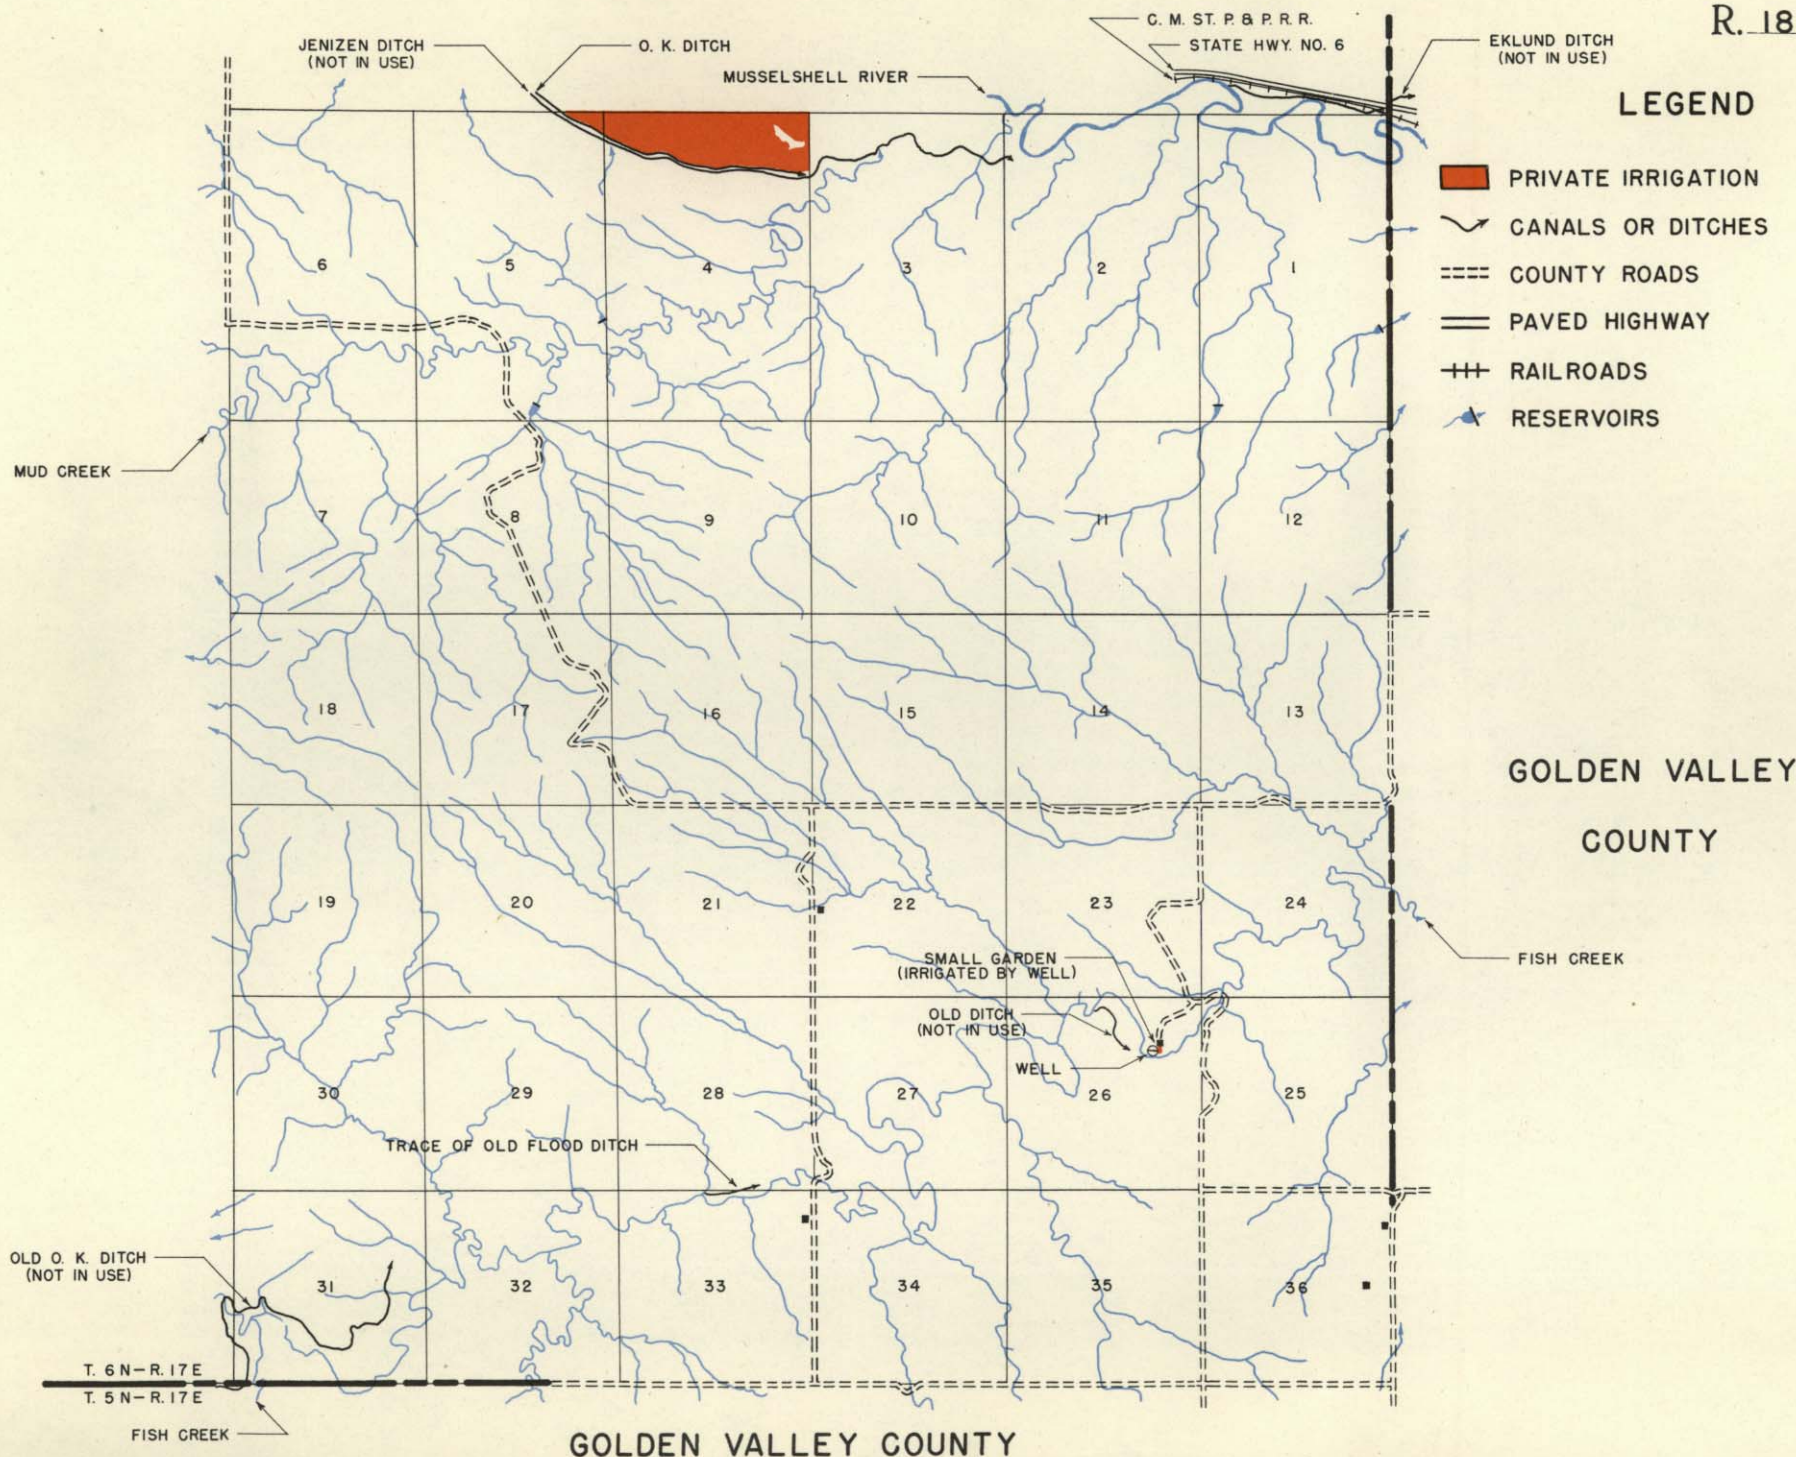 R. 18
C. M. ST. P. & P. R. R.
STATE HWY. NO. 6
JENIZEN DITCH
(NOT IN USE)
O. K. DITCH
MUSSELSHELL RIVER
EKLUND DITCH
(NOT IN USE)
LEGEND
PRIVATE IRRIGATION
CANALS OR DITCHES
COUNTY ROADS
PAVED HIGHWAY
RAILROADS
RESERVOIRS
6 5 4 3 2 1
MUD CREEK
7 8 9 10 11 12
18 17 16 15 14 13
GOLDEN VALLEY
COUNTY
19 20 21 22 23 24
SMALL GARDEN
(IRRIGATED BY WELL)
FISH CREEK
OLD DITCH
(NOT IN USE)
WELL
30 29 28 27 26 25
TRACE OF OLD FLOOD DITCH
OLD O. K. DITCH
(NOT IN USE)
31 32 33 34 35 36
T. 6 N-R. 17 E
T. 5 N-R. 17 E
FISH CREEK
GOLDEN VALLEY COUNTY